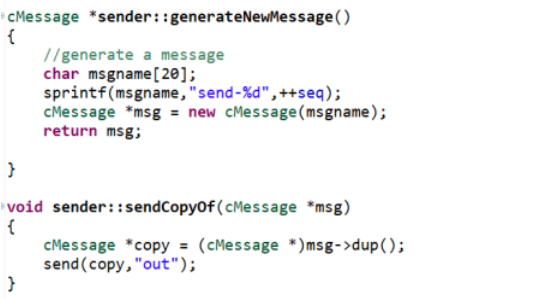 cMessage *sender::generateNewMessage()
{
    //generate a message
    char msgname[20];
    sprintf(msgname,"send-%d",++seq);
    cMessage *msg = new cMessage(msgname);
    return msg;

}

void sender::sendCopyOf(cMessage *msg)
{
    cMessage *copy = (cMessage *)msg->dup();
    send(copy,"out");
}